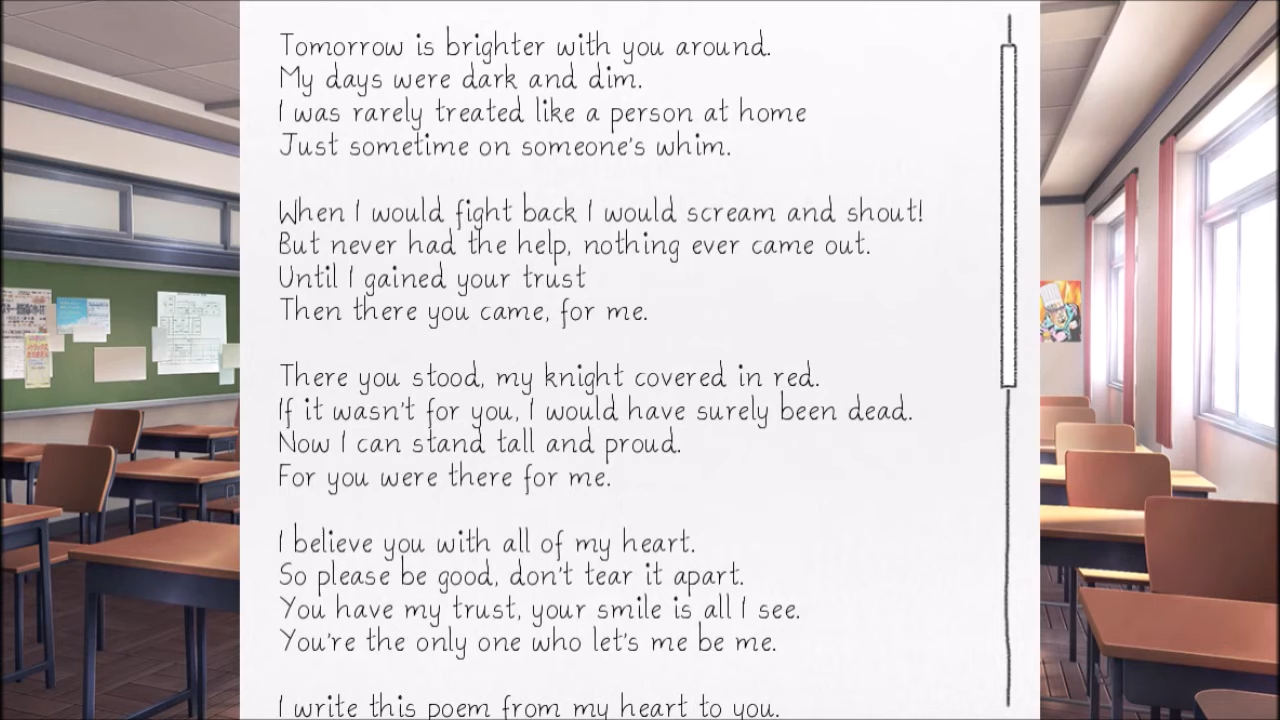 Tomorrow is brighter with you around.
My days were dark and dim.
I was rarely treated like a person at home
Just sometime on someone's whim.
When I would fight back I would scream and shout!
But never had the help, nothing ever came out.
Until I gained your trust
Then there you came, for me.
There you stood, my knight covered in red.
If it wasn't for you, I would have surely been dead.
Now I can stand tall and proud.
For you were there for me.
I believe you with all of my heart.
So please be good, don't tear it apart.
You have my trust, your smile is all I see.
You're the only one who let's me be me.
I write this poem from my heart to you.